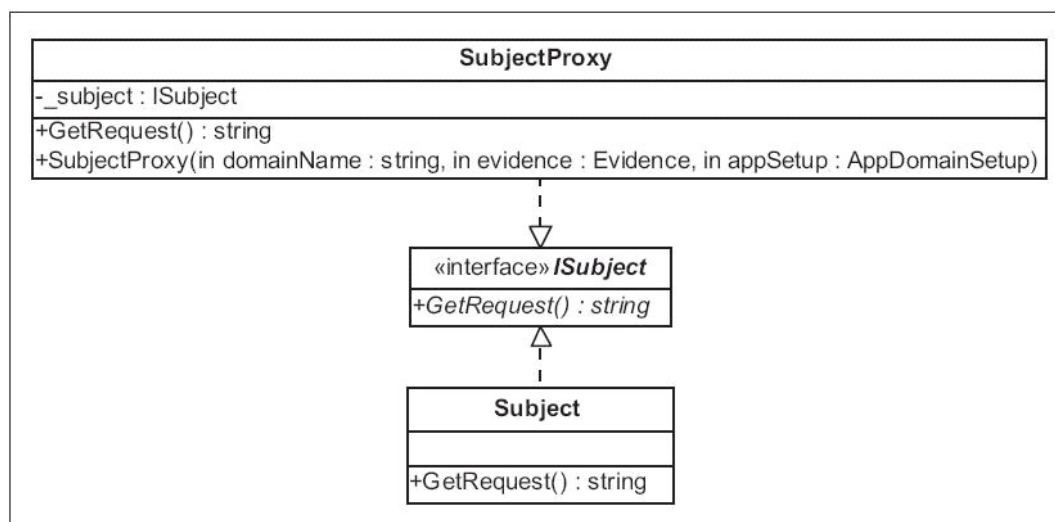 SubjectProxy
-_subject : ISubject
+GetRequest() : string
+SubjectProxy(in domainName : string, in evidence : Evidence, in appSetup : AppDomainSetup)
«interface» ISubject
+GetRequest() : string
Subject
+GetRequest() : string